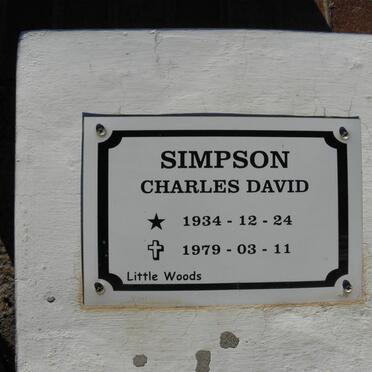 SIMPSON
CHARLES DAVID
★ 1934 - 12 - 24
✞ 1979 - 03 - 11
Little Woods